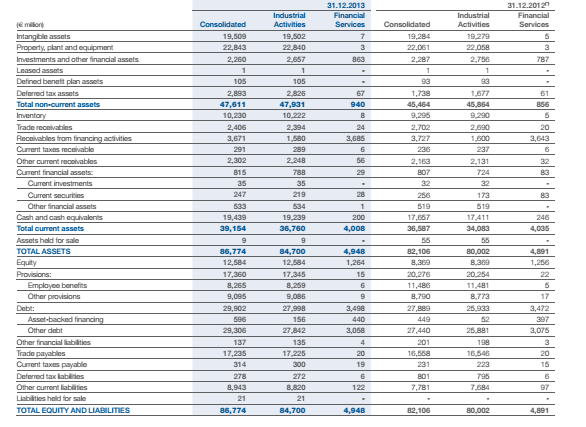 31.12.2013 31.12.2012(*)
Industrial Financial Industrial Financial
(€ million) Consolidated Activities Services Consolidated Activities Services
Intangible assets 19,509 19,502 7 19,284 19,279 5
Property, plant and equipment 22,843 22,840 3 22,061 22,058 3
Investments and other financial assets 2,260 2,657 863 2,287 2,756 787
Leased assets 1 1 - 1 1 -
Defined benefit plan assets 105 105 - 93 93 -
Deferred tax assets 2,893 2,826 67 1,738 1,677 61
Total non-current assets 47,611 47,931 940 45,464 45,864 856
Inventory 10,230 10,222 8 9,295 9,290 5
Trade receivables 2,406 2,394 24 2,702 2,690 20
Receivables from financing activities 3,671 1,580 3,685 3,727 1,600 3,643
Current taxes receivable 291 289 6 236 237 6
Other current receivables 2,302 2,248 56 2,163 2,131 32
Current financial assets: 815 788 29 807 724 83
Current investments 35 35 - 32 32 -
Current securities 247 219 28 256 173 83
Other financial assets 533 534 1 519 519 -
Cash and cash equivalents 19,439 19,239 200 17,657 17,411 246
Total current assets 39,154 36,760 4,008 36,587 34,083 4,035
Assets held for sale 9 9 - 55 55 -
TOTAL ASSETS 86,774 84,700 4,948 82,106 80,002 4,891
Equity 12,584 12,584 1,264 8,369 8,369 1,256
Provisions: 17,360 17,345 15 20,276 20,254 22
Employee benefits 8,265 8,259 6 11,486 11,481 5
Other provisions 9,095 9,086 9 8,790 8,773 17
Debt: 29,902 27,998 3,498 27,889 25,933 3,472
Asset-backed financing 596 156 440 449 52 397
Other debt 29,306 27,842 3,058 27,440 25,881 3,075
Other financial liabilities 137 135 4 201 198 3
Trade payables 17,235 17,225 20 16,558 16,546 20
Current taxes payable 314 300 19 231 223 15
Deferred tax liabilities 278 272 6 801 795 6
Other current liabilities 8,943 8,820 122 7,781 7,684 97
Liabilities held for sale 21 21 - - - -
TOTAL EQUITY AND LIABILITIES 86,774 84,700 4,948 82,106 80,002 4,891